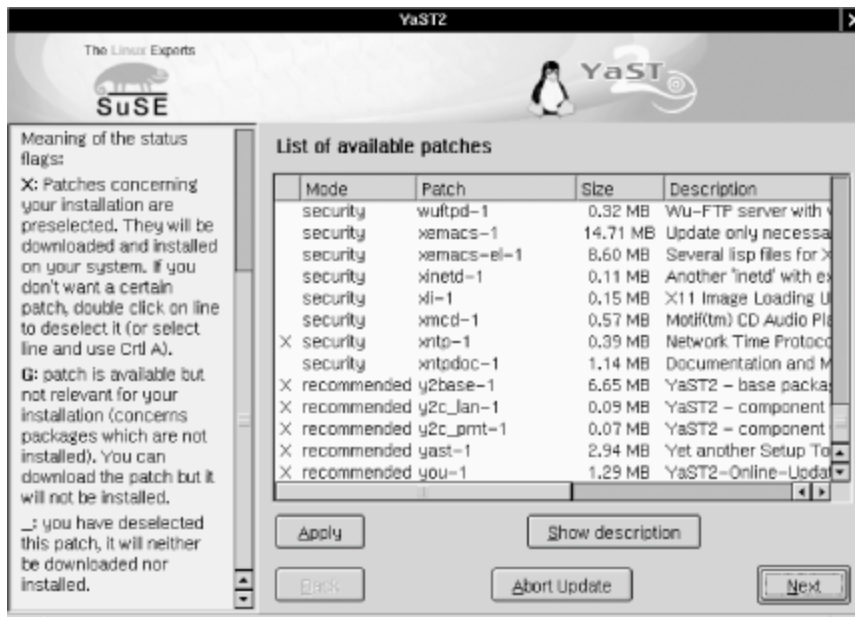 YaST2
The Linux Experts
SuSE
YaST
2
Meaning of the status
flags:
X: Patches concerning
your installation are
preselected. They will be
downloaded and installed
on your system. If you
don't want a certain
patch, double click on line
to deselect it (or select
line and use Crtl A).
G: patch is available but
not relevant for your
installation (concerns
packages which are not
installed). You can
download the patch but it
will not be installed.
_: you have deselected
this patch, it will neither
be downloaded nor
installed.
List of available patches
Mode Patch Size Description
security wuftpd-1 0.32 MB Wu-FTP server with
security xemacs-1 14.71 MB Update only necessa
security xemacs-el-1 8.60 MB Several lisp files for X
security xinetd-1 0.11 MB Another 'inetd' with ex
security xli-1 0.15 MB X11 Image Loading U
security xmcd-1 0.57 MB Motif(tm) CD Audio Pla
X security xntp-1 0.39 MB Network Time Protoco
security xntpdoc-1 1.14 MB Documentation and M
X recommended y2base-1 6.65 MB YaST2 - base packa
X recommended y2c_lan-1 0.09 MB YaST2 - component
X recommended y2c_pmt-1 0.07 MB YaST2 - component
X recommended yast-1 2.94 MB Yet another Setup To
X recommended you-1 1.29 MB YaST2-Online-Updat
Apply
Show description
Back
Abort Update
Next